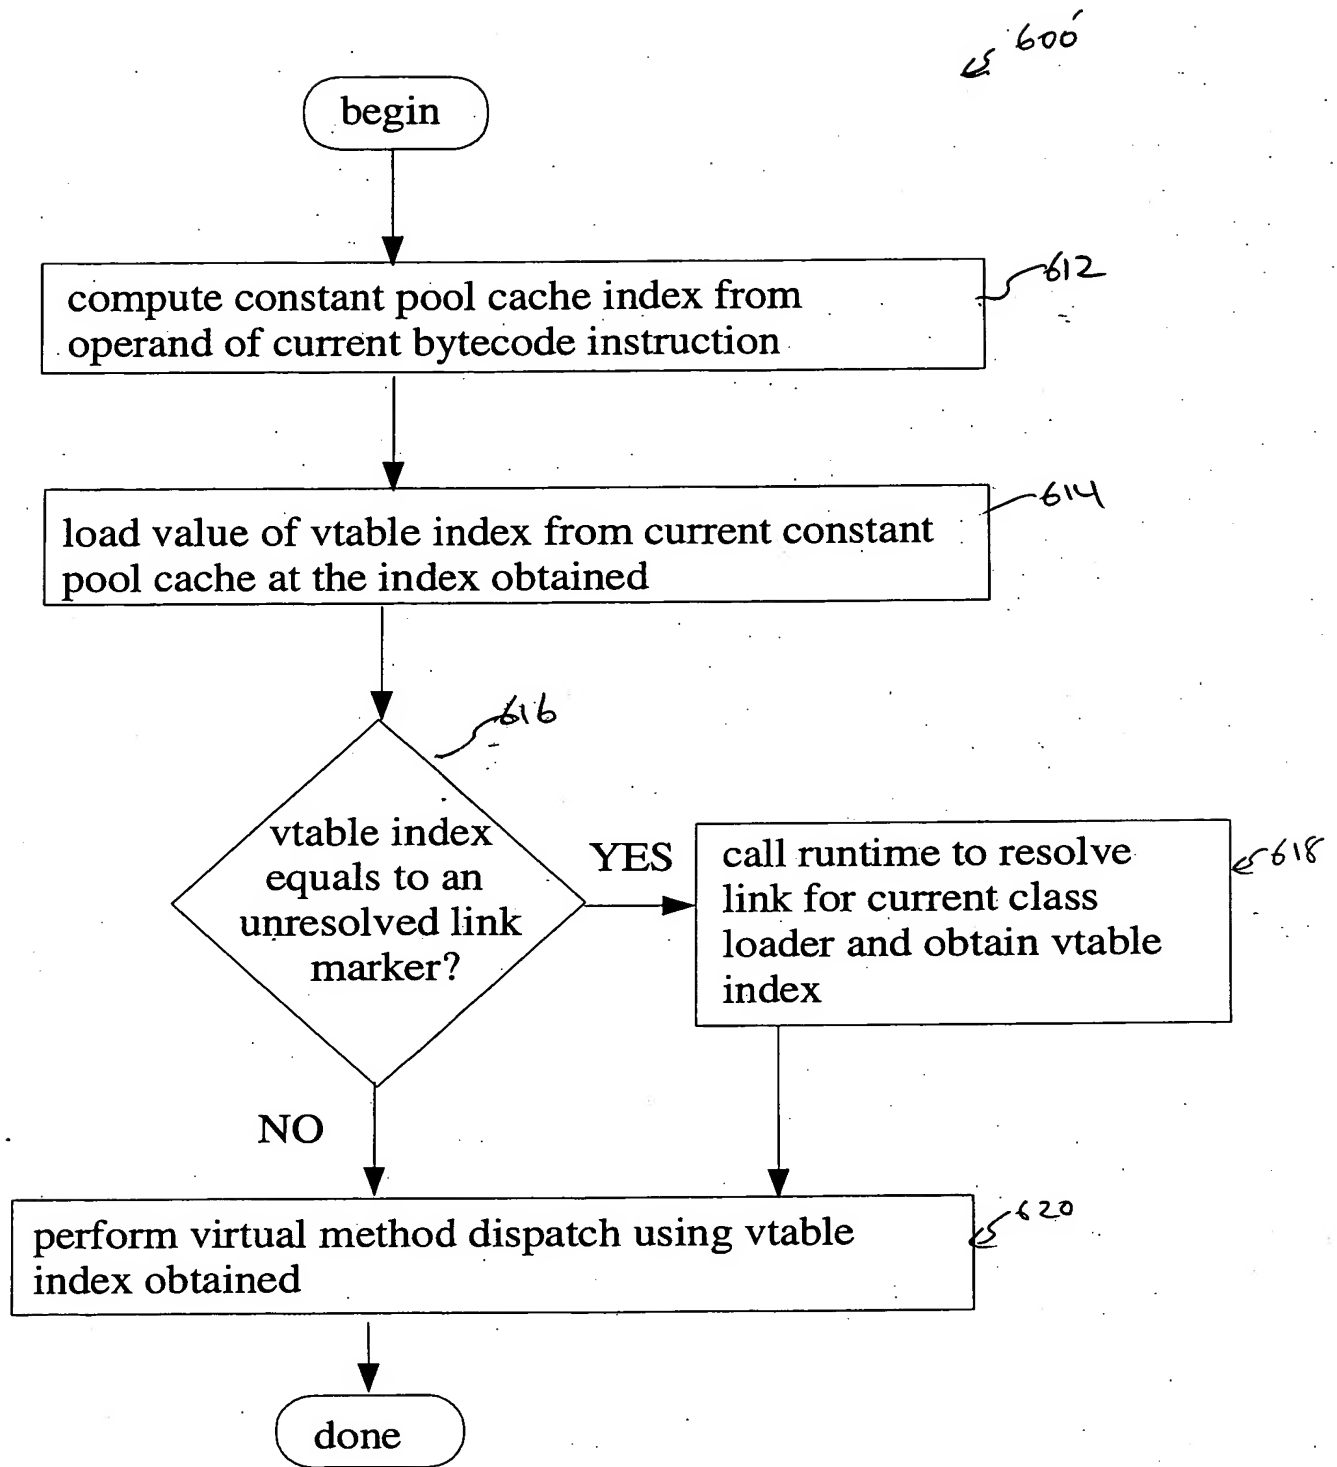 600'
begin
compute constant pool cache index from
operand of current bytecode instruction
612
load value of vtable index from current constant
pool cache at the index obtained
614
616
vtable index
equals to an
unresolved link
marker?
YES
call runtime to resolve
link for current class
loader and obtain vtable
index
618
NO
perform virtual method dispatch using vtable
index obtained
620
done